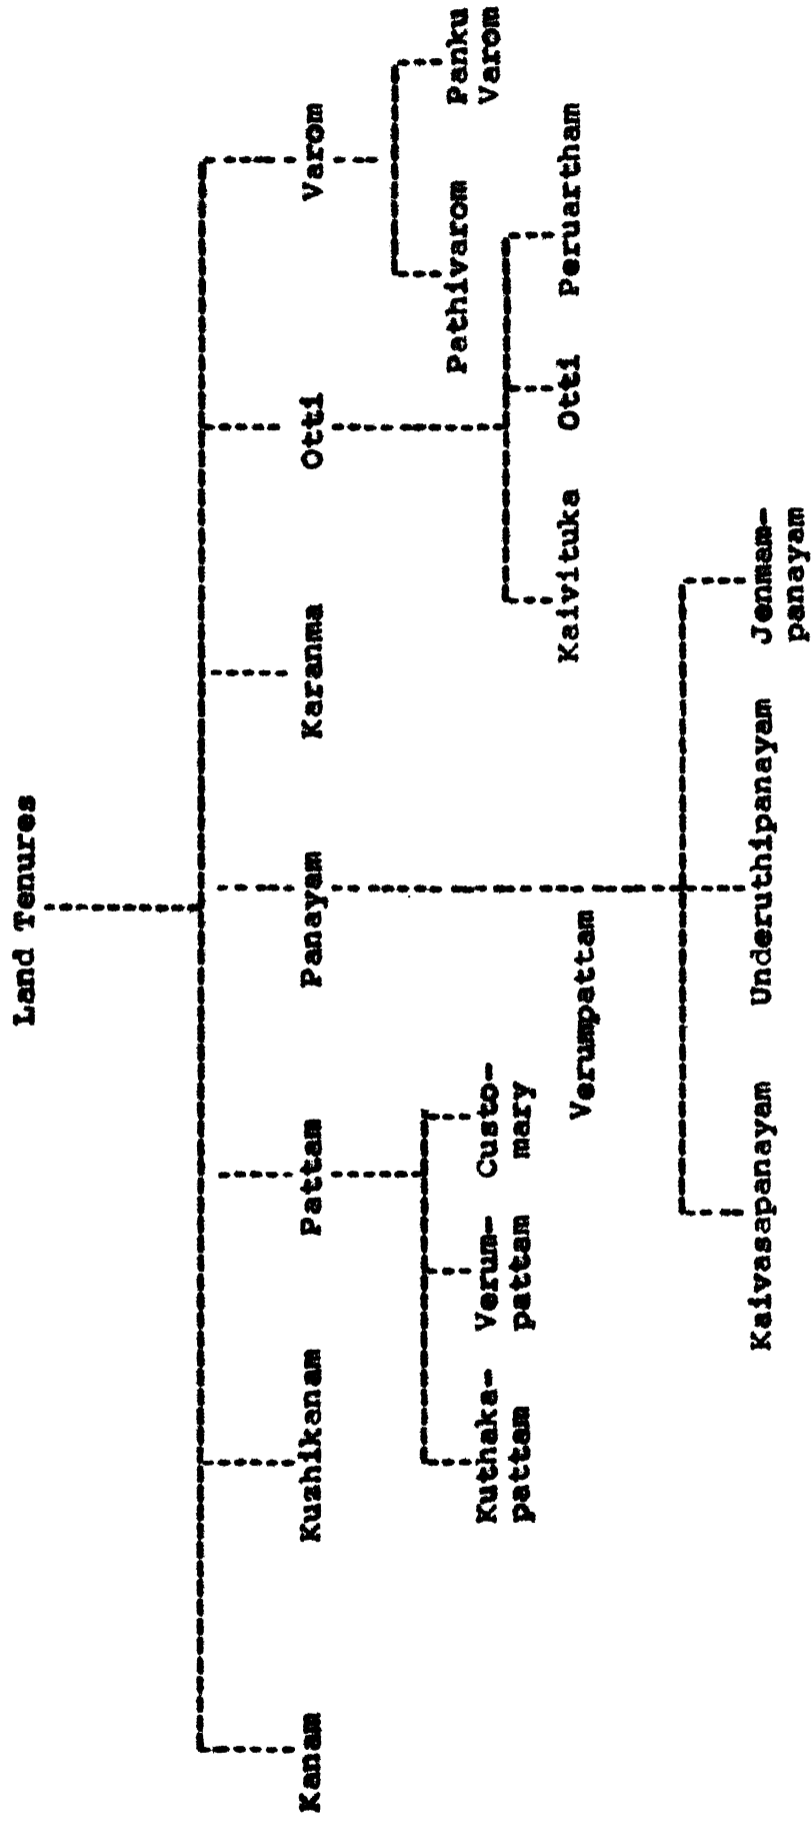 Land Tenures
Kanam Kuzhikanam Pattam Panayam Karanma Otti Varom
Pathivarom Panku
Varom
Kuthaka- Verum- Custo-
pattam pattam mary
Kaivituka Otti Peruartham
Verumpattam
Kaivasapanayam Underuthipanayam Jenmam-
panayam